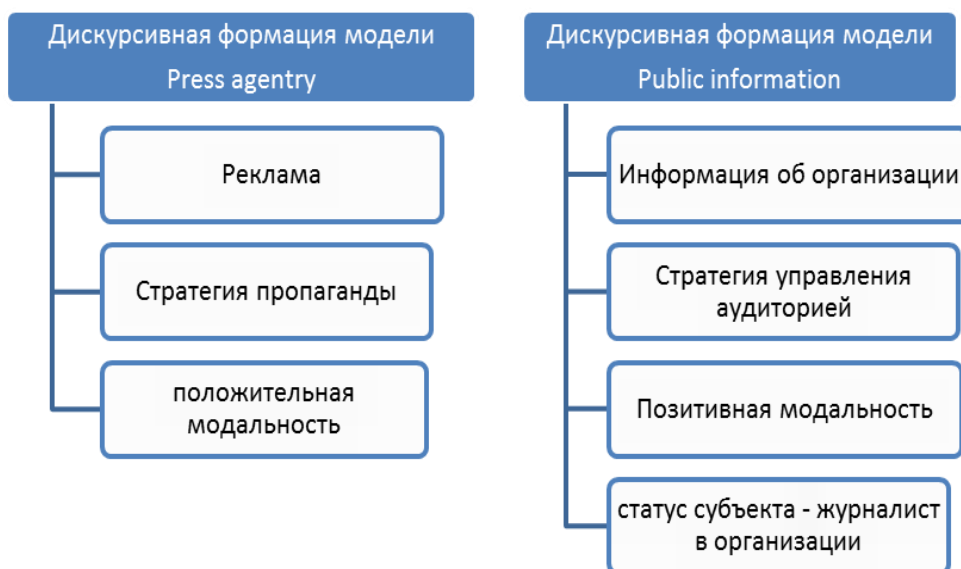 Дискурсивная формация модели
Press agentry
Реклама
Стратегия пропаганды
положительная
модальность
Дискурсивная формация модели
Public information
Информация об организации
Стратегия управления
аудиторией
Позитивная модальность
статус субъекта - журналист
в организации